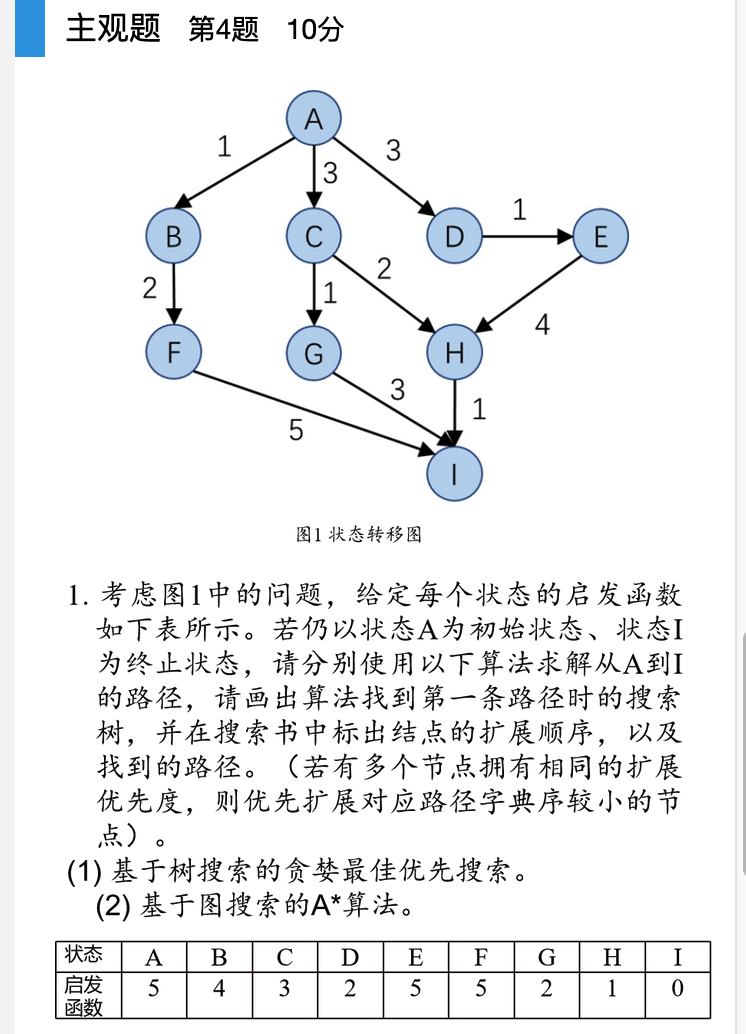 主观题 第4题 10分
A
1
3
3
B
C
D
1
E
2
1
2
4
F
G
H
5
3
1
I
图1 状态转移图
1. 考虑图1中的问题，给定每个状态的启发函数
如下表所示。若仍以状态A为初始状态、状态I
为终止状态，请分别使用以下算法求解从A到I
的路径，请画出算法找到第一条路径时的搜索
树，并在搜索书中标出结点的扩展顺序，以及
找到的路径。（若有多个节点拥有相同的扩展
优先度，则优先扩展对应路径字典序较小的节
点）。
(1) 基于树搜索的贪婪最佳优先搜索。
(2) 基于图搜索的A*算法。
状态 A B C D E F G H I
启发函数 5 4 3 2 5 5 2 1 0